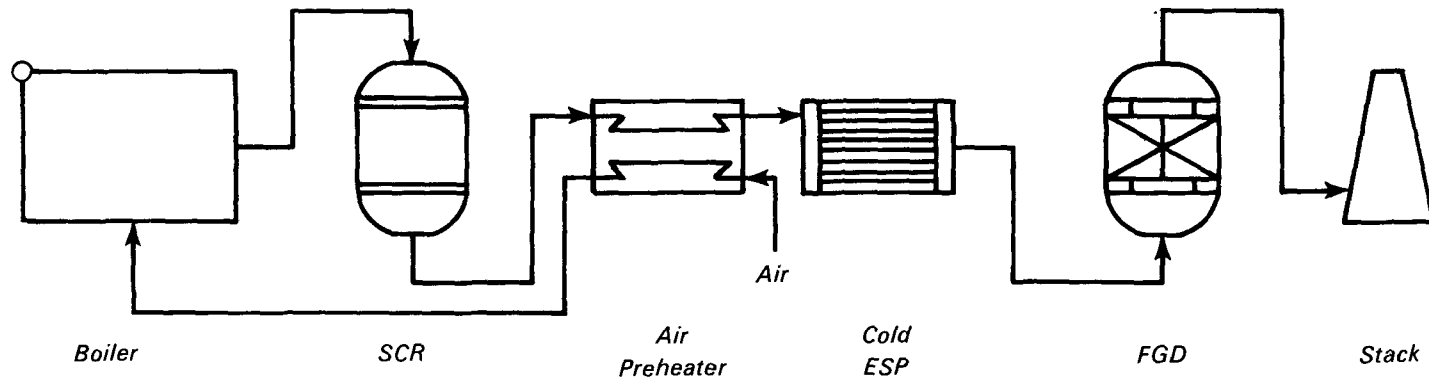 Air
Boiler
SCR
Air
Preheater
Cold
ESP
FGD
Stack